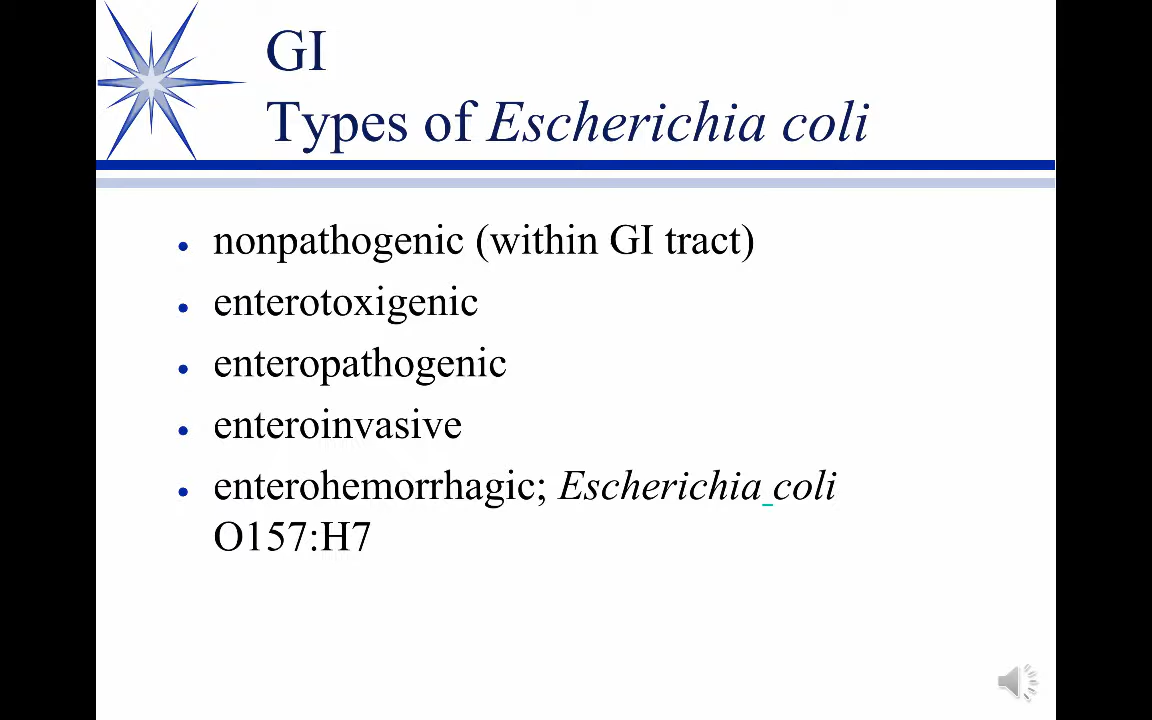 GI
Types of Escherichia coli
nonpathogenic (within GI tract)
enterotoxigenic
enteropathogenic
enteroinvasive
enterohemorrhagic; Escherichia coli
O157:H7